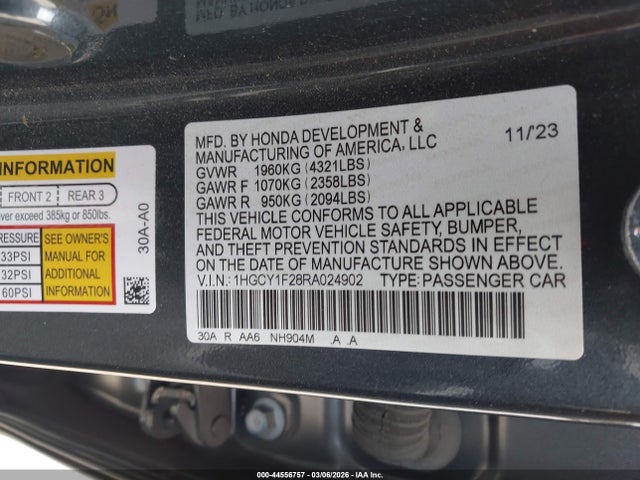 MFD. BY HONDA DEVELOPMENT &
MANUFACTURING OF AMERICA, LLC 11/'23
GVWR 1960KG (4321LBS)
GAWR F 1070KG (2358LBS)
GAWR R 950KG (2094LBS)
THIS VEHICLE CONFORMS TO ALL APPLICABLE
FEDERAL MOTOR VEHICLE SAFETY, BUMPER,
AND THEFT PREVENTION STANDARDS IN EFFECT
ON THE DATE OF MANUFACTURE SHOWN ABOVE.
V.I.N.: 1HGCY1F28RA024902 TYPE: PASSENGER CAR
30A R AA6 NH904M .A .A
INFORMATION
FRONT 2 REAR 3
exceed 385kg or 850lbs.
33PSI
32PSI
60PSI
SEE OWNER'S
MANUAL FOR
ADDITIONAL
INFORMATION
30A-A0
000-44556757 - 03/06/2026 - IAA Inc.